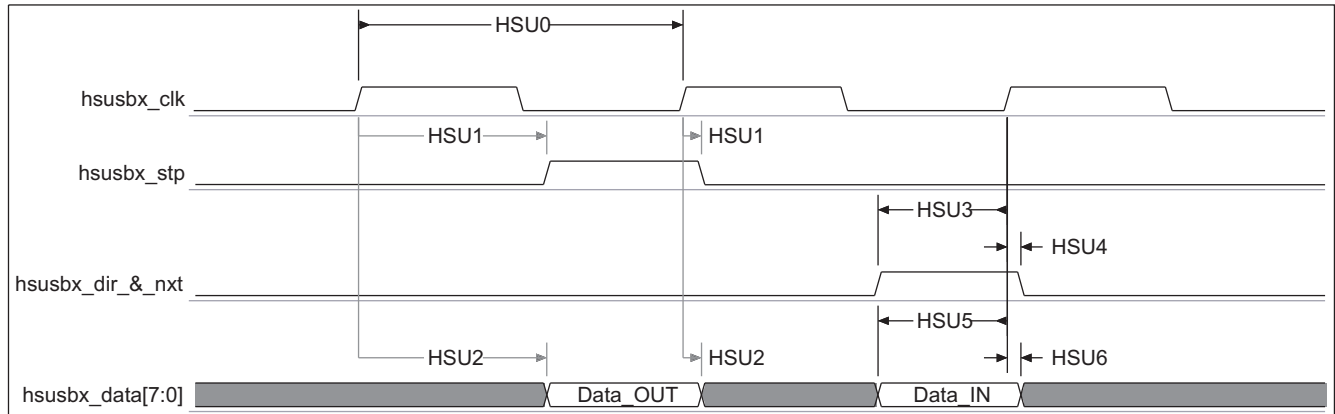 HSU0
hsusbx_clk
HSU1
HSU1
hsusbx_stp
HSU3
HSU4
hsusbx_dir_&_nxt
HSU5
HSU2
HSU2
HSU6
hsusbx_data[7:0]
Data_OUT
Data_IN